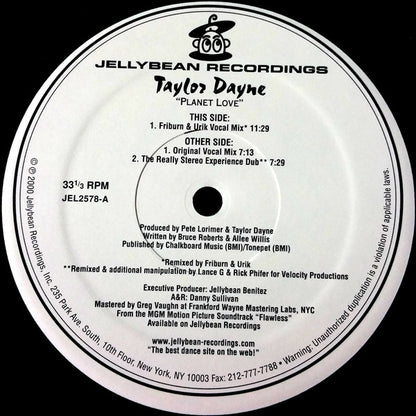 JELLYBEAN RECORDINGS
Taylor Dayne
"PLANET LOVE"
THIS SIDE:
1. Friburn & Urik Vocal Mix* 11:29
OTHER SIDE:
1. Original Vocal Mix 7:13
2. The Really Stereo Experience Dub** 7:29
33 1/3 RPM
JEL2578-A
Produced by Pete Lorimer & Taylor Dayne
Written by Bruce Roberts & Allee Willis
Published by Chalkboard Music (BMI)/Tonepet (BMI)
*Remixed by Friburn & Urik
**Remixed & additional manipulation by Lance G & Rick Phifer for Velocity Productions
Executive Producer: Jellybean Benitez
A&R: Danny Sullivan
Mastered by Greg Vaughn at Frankford Wayne Mastering Labs, NYC
From the MGM Motion Picture Soundtrack "Flawless"
Available on Jellybean Recordings
www.jellybean-recordings.com
"The best dance site on the web!"
© ℗ 2000 Jellybean Recordings, Inc. 235 Park Ave. South, 10th Floor, New York, NY 10003 Fax: 212-777-7788 • Warning: Unauthorized duplication is a violation of applicable laws.